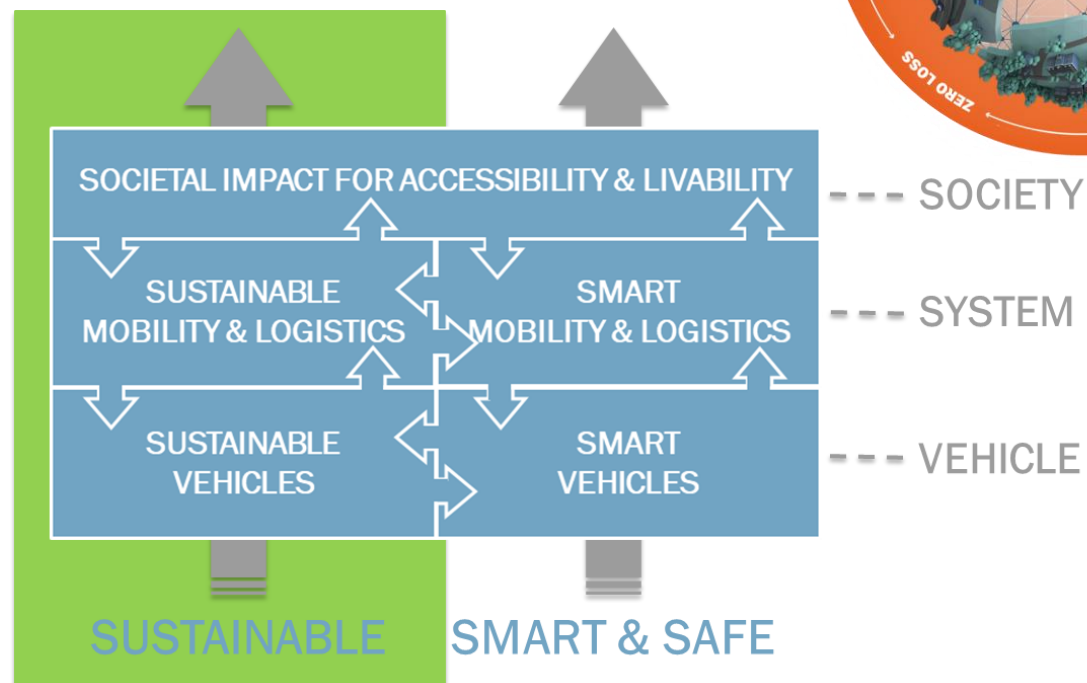 ZERO LOSS
SOCIETAL IMPACT FOR ACCESSIBILITY & LIVABILITY
SOCIETY
SUSTAINABLE
MOBILITY & LOGISTICS
SMART
MOBILITY & LOGISTICS
SYSTEM
SUSTAINABLE
VEHICLES
SMART
VEHICLES
VEHICLE
SUSTAINABLE
SMART & SAFE